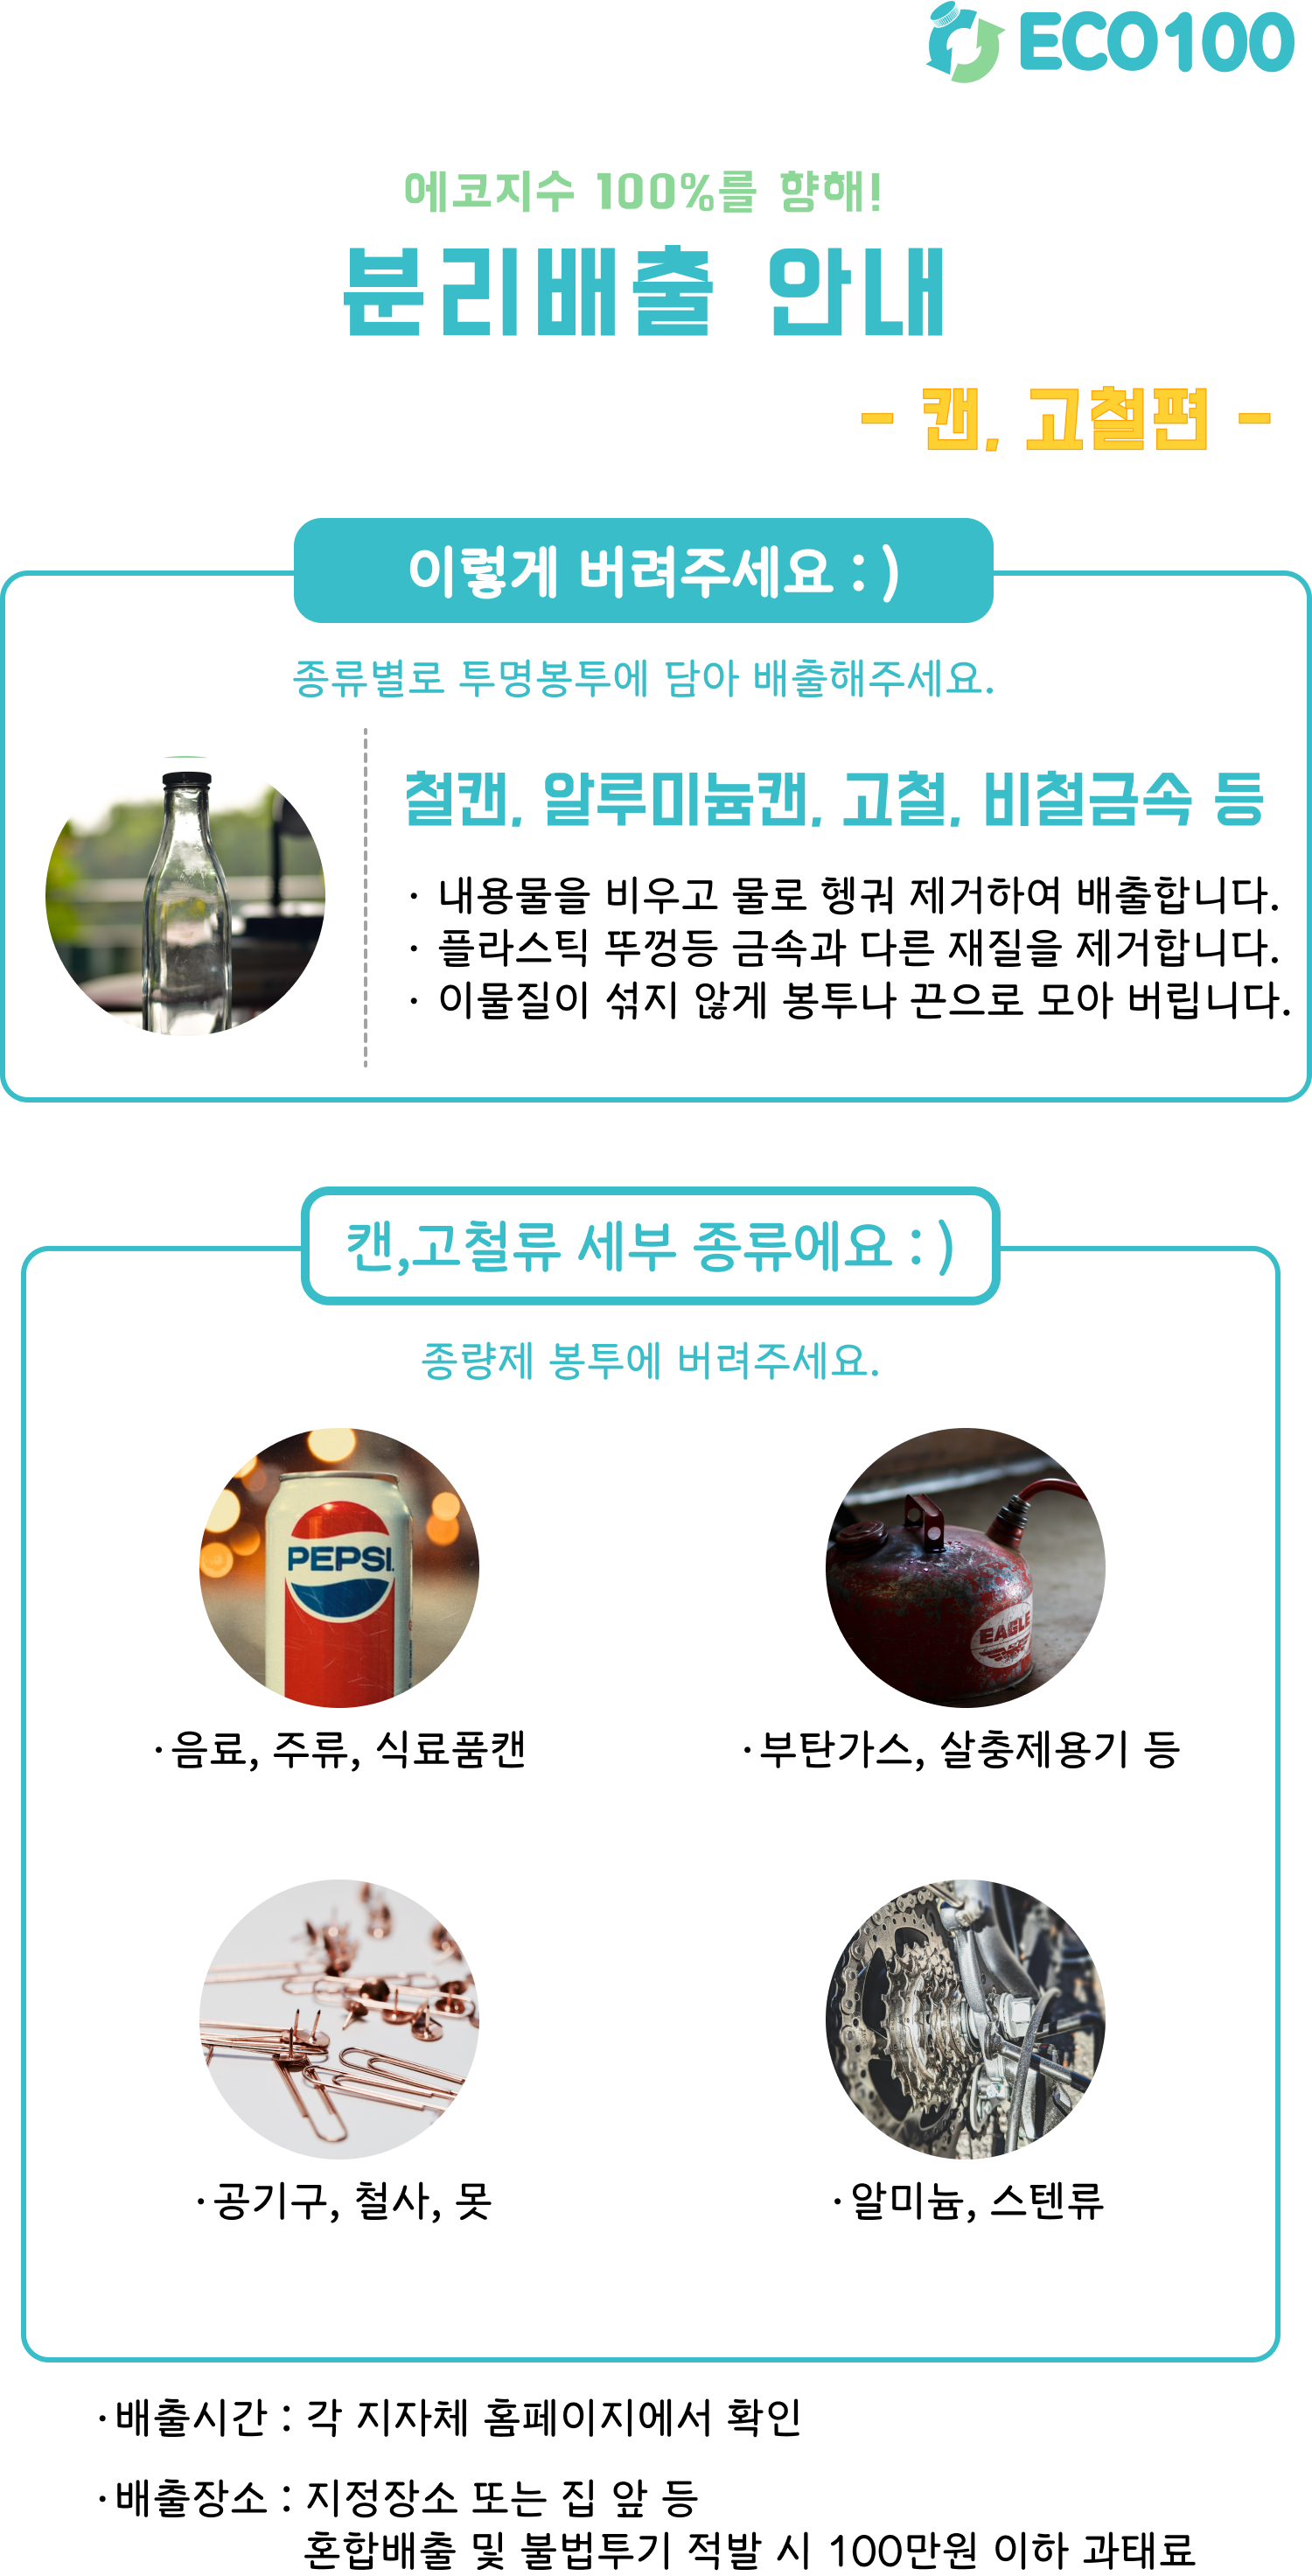 ECO100
에코지수 100%를 향해!
분리배출 안내
- 캔, 고철편 -
이렇게 버려주세요 : )
종류별로 투명봉투에 담아 배출해주세요.
철캔, 알루미늄캔, 고철, 비철금속 등
· 내용물을 비우고 물로 헹궈 제거하여 배출합니다.
· 플라스틱 뚜껑등 금속과 다른 재질을 제거합니다.
· 이물질이 섞지 않게 봉투나 끈으로 모아 버립니다.
캔,고철류 세부 종류에요 : )
종량제 봉투에 버려주세요.
PEPSI
EAGLE
· 음료, 주류, 식료품캔
· 부탄가스, 살충제용기 등
· 공기구, 철사, 못
· 알미늄, 스텐류
· 배출시간 : 각 지자체 홈페이지에서 확인
· 배출장소 : 지정장소 또는 집 앞 등
혼합배출 및 불법투기 적발 시 100만원 이하 과태료